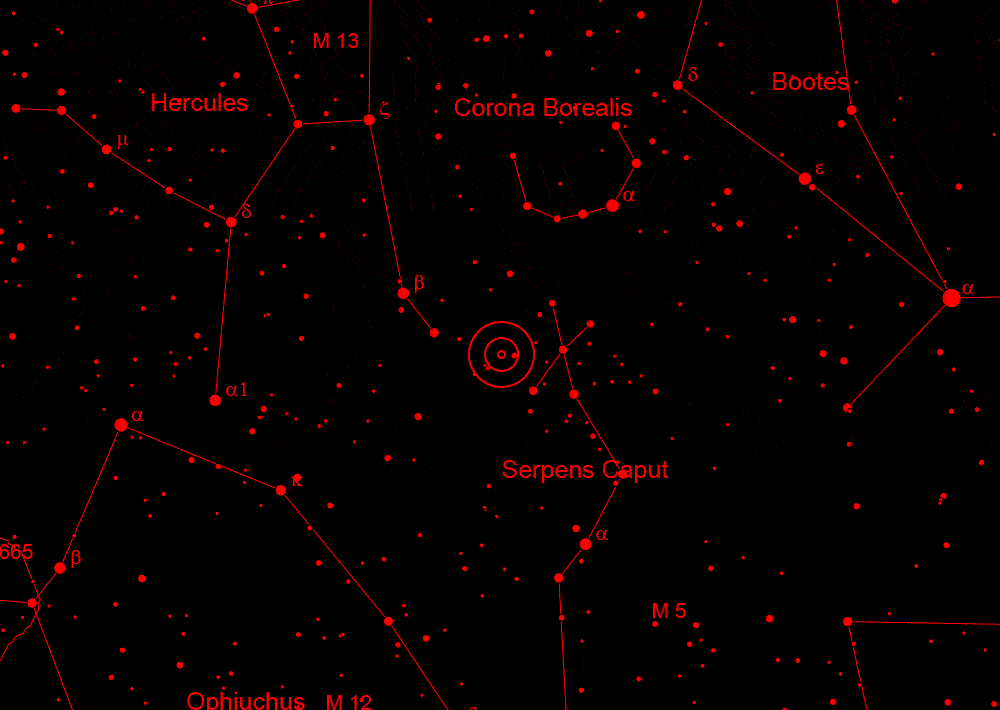 M 13
δ
Bootes
Hercules
Corona Borealis
ζ
μ
ε
α
δ
β
α
α1
α
Serpens Caput
κ
α
665
β
M 5
Ophiuchus
M 12